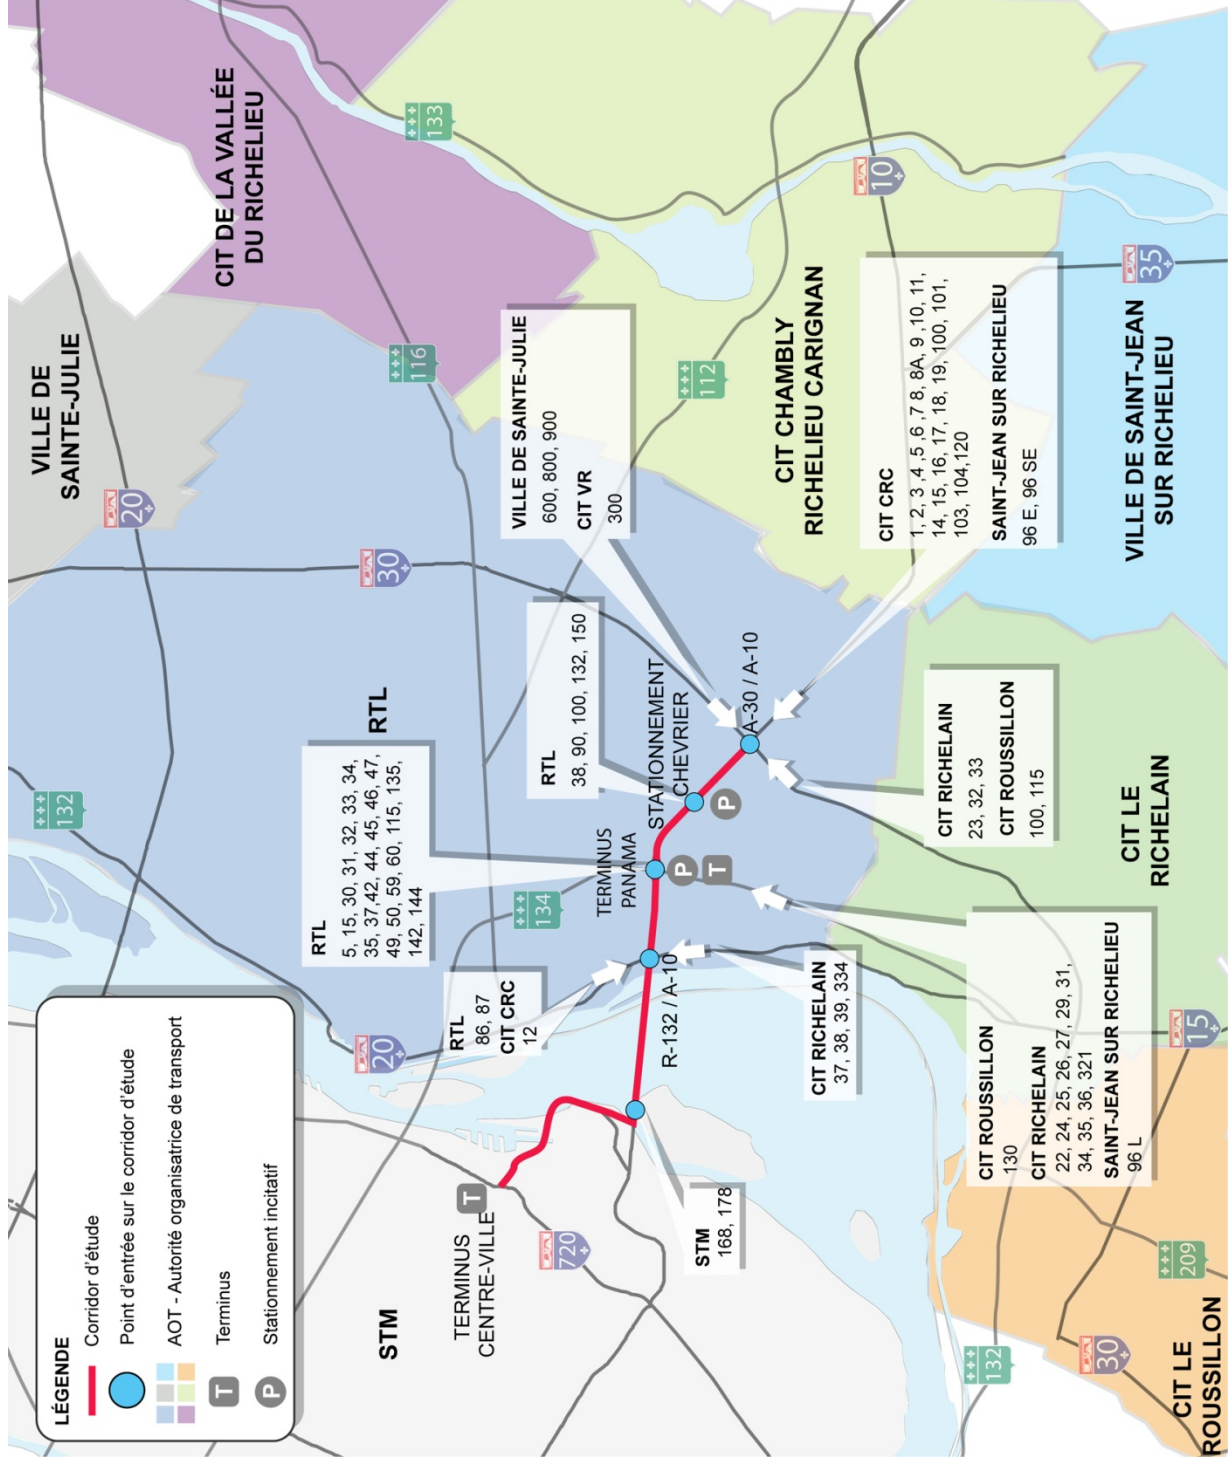 LÉGENDE
Corridor d'étude
Point d'entrée sur le corridor d'étude
AOT - Autorité organisatrice de transport
T
Terminus
P
Stationnement incitatif
132
20
VILLE DE
SAINTE-JULIE
20
30
116
CIT DE LA VALLÉE
DU RICHELIEU
133
RTL
5, 15, 30, 31, 32, 33, 34,
35, 37,42, 44, 45, 46, 47,
49, 50, 59, 60, 115, 135,
142, 144
RTL
134
RTL
86, 87
CIT CRC
12
RTL
38, 90, 100, 132, 150
VILLE DE SAINTE-JULIE
600, 800, 900
CIT VR
300
112
STM
TERMINUS
CENTRE-VILLE
T
720
TERMINUS
PANAMA
P
T
STATIONNEMENT
CHEVRIER
P
R-132 / A-10
A-30 / A-10
STM
168, 178
CIT RICHELAIN
37, 38, 39, 334
CIT CHAMBLY
RICHELIEU CARIGNAN
10
CIT CRC
1, 2, 3, 4 ,5 ,6 ,7 8, 8A, 9, 10, 11,
14, 15, 16, 17, 18, 19, 100, 101,
103, 104,120
SAINT-JEAN SUR RICHELIEU
96 E, 96 SE
CIT RICHELAIN
23, 32, 33
CIT ROUSSILLON
100, 115
CIT ROUSSILLON
130
CIT RICHELAIN
22, 24, 25, 26, 27, 29, 31,
34, 35, 36, 321
SAINT-JEAN SUR RICHELIEU
96 L
CIT LE
RICHELAIN
VILLE DE SAINT-JEAN
SUR RICHELIEU
35
15
132
209
30
CIT LE
ROUSSILLON